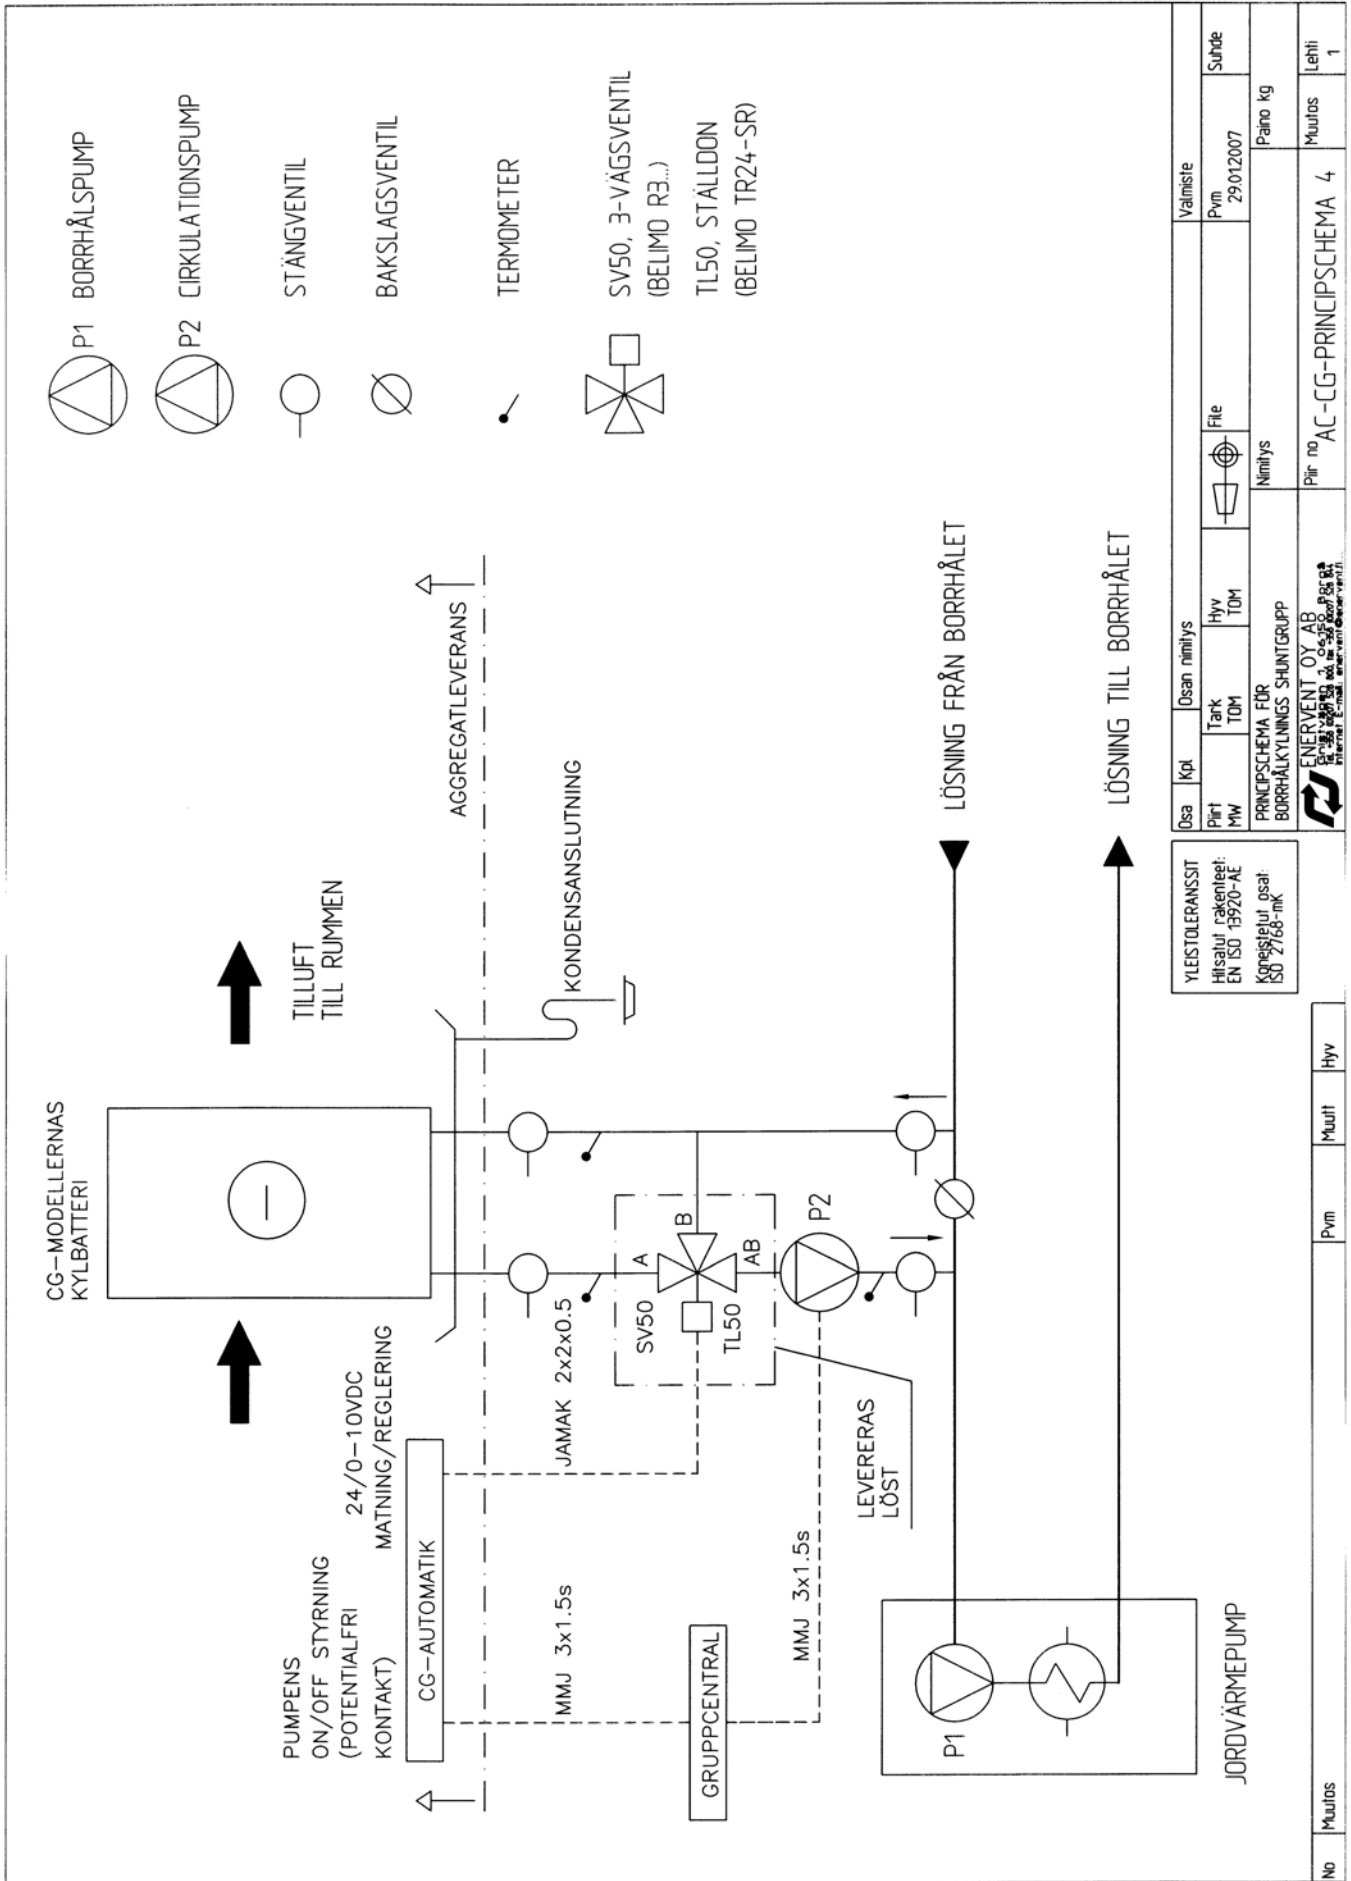 CG-MODELLERNAS
KYLBATTERI
TILLUFT
TILL RUMMEN
PUMPENS
ON/OFF STYRNING
(POTENTIALFRI
KONTAKT)
24/0-10VDC
MATNING/REGLERING
CG-AUTOMATIK
AGGREGATLEVERANS
KONDENSANSLUTNING
MMJ 3x1.5s
JAMAK 2x2x0.5
SV50
A
B
AB
TL50
P2
GRUPPCENTRAL
MMJ 3x1.5s
LEVERERAS
LÖST
LÖSNING FRÅN BORRHÅLET
LÖSNING TILL BORRHÅLET
P1
JORDVÄRMEPUMP
P1 BORRHÅLSPUMP
P2 CIRKULATIONSPUMP
STÄNGVENTIL
BAKSLAGSVENTIL
TERMOMETER
SV50, 3-VÄGSVENTIL
(BELIMO R3...)
TL50, STÄLLDON
(BELIMO TR24-SR)
YLEISTOLERANSSIT
Hitsatut rakenteet:
EN ISO 13920-AE
Koneistetut osat:
ISO 2768-mK
Osa Kpl Osan nimitys Valmiste
Piirt Tark Hyv File Pvm Suhde
MW TOM TOM 29.012007
PRINCIPSCHEMA FÖR
BORRHÅLKYLNINGS SHUNTGRUPP
Nimitys
Paino kg
ENERVENT OY AB
Piir no AC-CG-PRINCIPSCHEMA 4
Muutos
Lehti
1
No Muutos Pvm Muutt Hyv